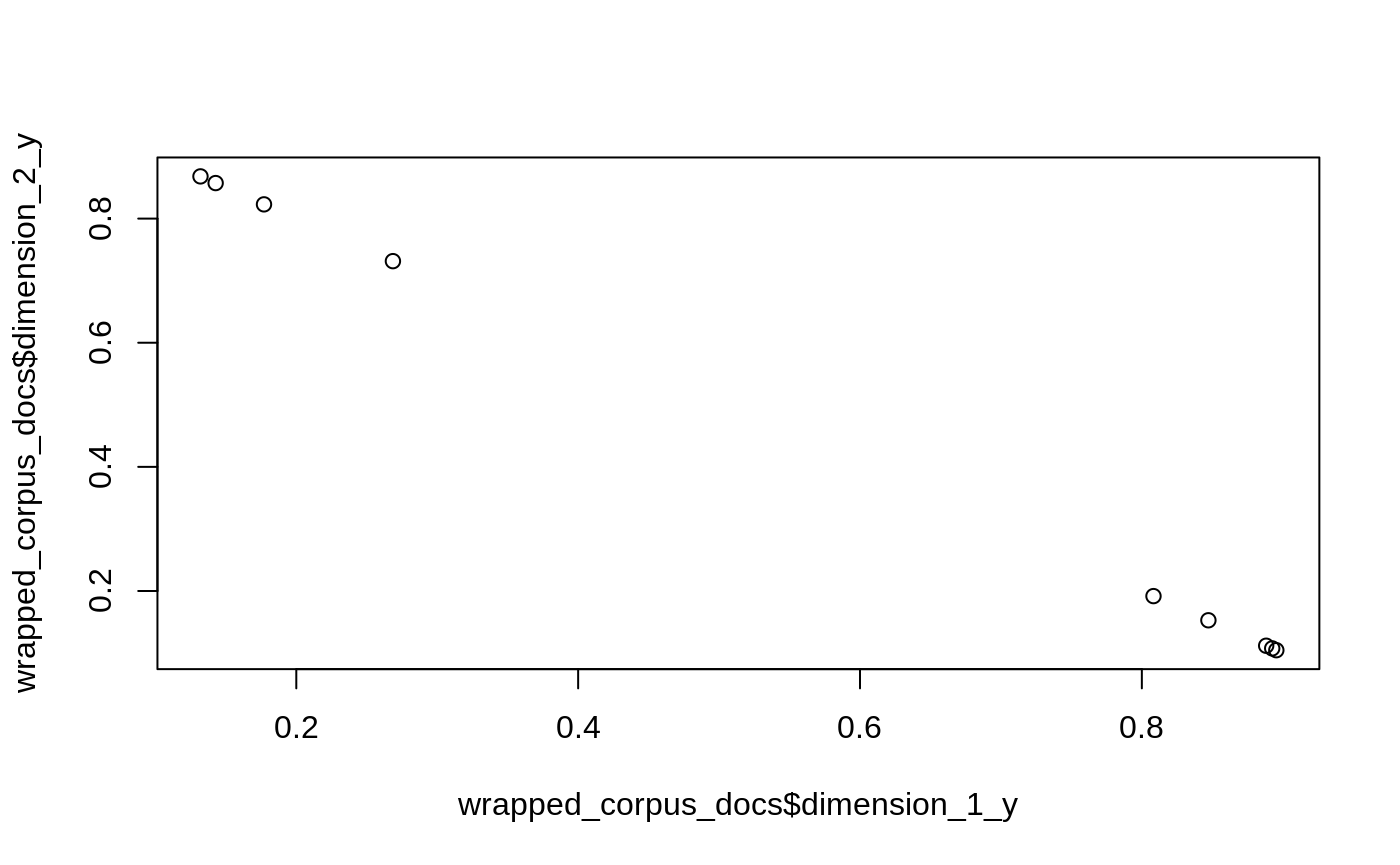 wrapped_corpus_docs$dimension_2_y
0.8
0.6
0.4
0.2
0.2 0.4 0.6 0.8
wrapped_corpus_docs$dimension_1_y